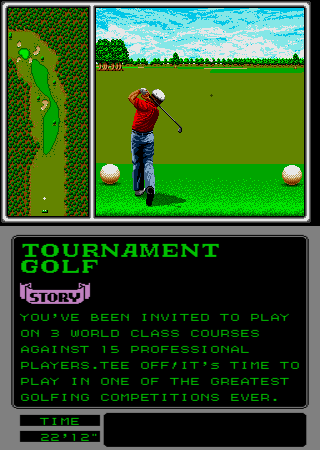 TOURNAMENT
GOLF
STORY
YOU'VE BEEN INVITED TO PLAY
ON 3 WORLD CLASS COURSES
AGAINST 15 PROFESSIONAL
PLAYERS.TEE OFF/IT'S TIME TO
PLAY IN ONE OF THE GREATEST
GOLFING COMPETITIONS EVER.
TIME
22'12"